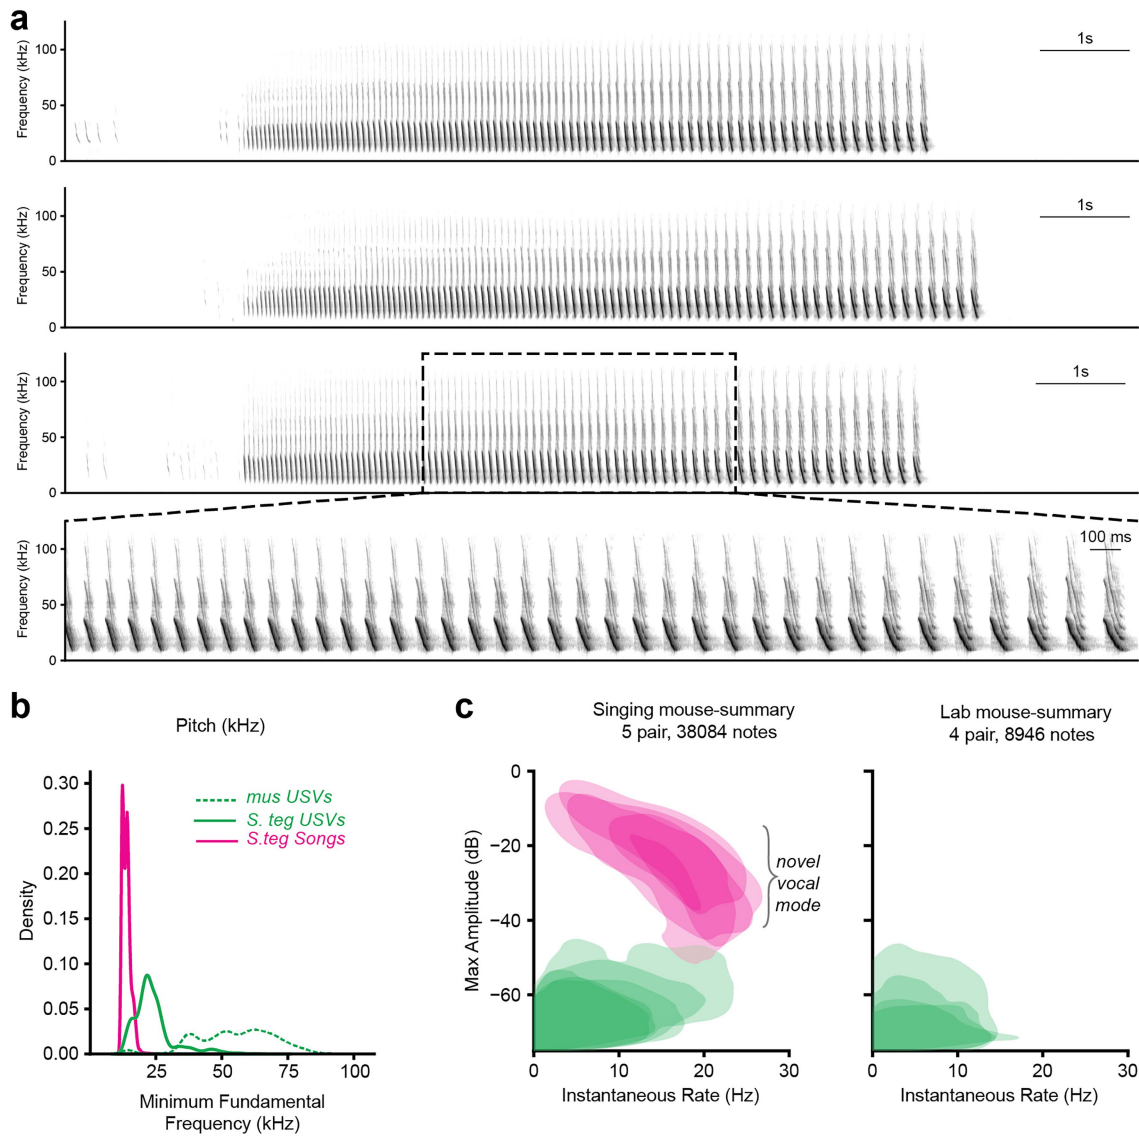 a
Frequency (kHz)
100
50
0
1s
Frequency (kHz)
100
50
0
1s
Frequency (kHz)
100
50
0
1s
Frequency (kHz)
100
50
0
100 ms
b
Pitch (kHz)
Density
0.30
0.25
0.20
0.15
0.10
0.05
0.00
mus USVs
S. teg USVs
S.teg Songs
25 50 75 100
Minimum Fundamental
Frequency (kHz)
c
Singing mouse-summary
5 pair, 38084 notes
Max Amplitude (dB)
0
−20
−40
−60
novel
vocal
mode
0 10 20 30
Instantaneous Rate (Hz)
Lab mouse-summary
4 pair, 8946 notes
0 10 20 30
Instantaneous Rate (Hz)